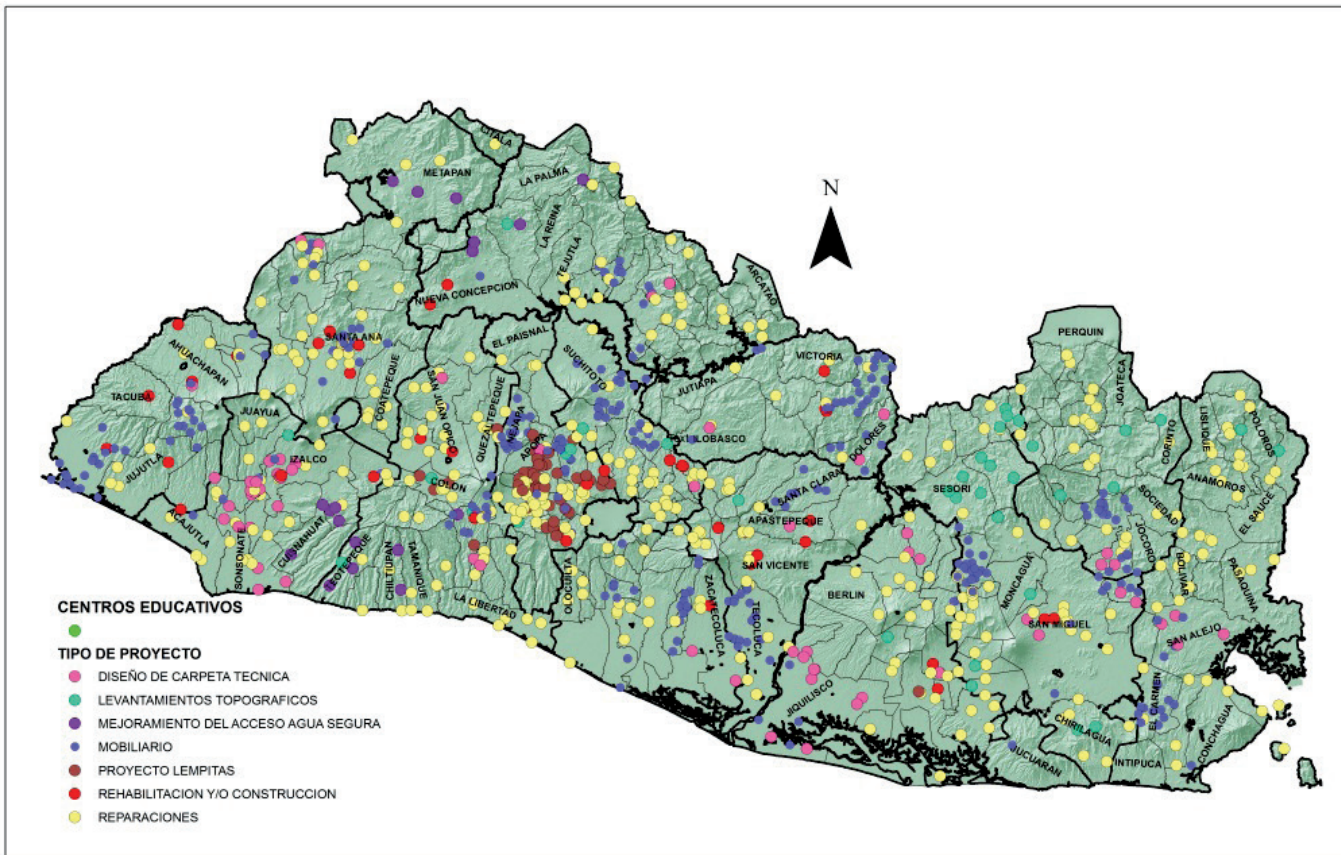 CITALA
METAPAN
LA PALMA
N
LA REINA
TEJUTLA
ARCATAO
NUEVA CONCEPCION
PERQUIN
EL PAISNAL
SANTA ANA
VICTORIA
AHUACHAPAN
SUCHITOTO
JOATECA
COATEPEQUE
JUTIAPA
TACUBA
SAN JUAN OPICO
QUEZALTEPEQUE
NEJAPA
JUAYUA
CORINTO
LISLIQUE
POLOROS
APOPA
ILOBASCO
DOLORES
IZALCO
JUJUTLA
COLON
SANTA CLARA
SESORI
ANAMOROS
SOCIEDAD
EL SAUCE
ACAJUTLA
APASTEPEQUE
SONSONATE
CUISNAHUAT
JOCORO
TEOTEPEQUE
CHILTIUPAN
TAMANIQUE
OLOCUILTA
SAN VICENTE
BOLIVAR
PASAQUINA
BERLIN
MONCAGUA
LA LIBERTAD
ZACATECOLUCA
TECOLUCA
SAN MIGUEL
SAN ALEJO
JIQUILISCO
EL CARMEN
CONCHAGUA
CHIRILAGUA
JUCUARAN
INTIPUCA
CENTROS EDUCATIVOS
TIPO DE PROYECTO
DISEÑO DE CARPETA TECNICA
LEVANTAMIENTOS TOPOGRAFICOS
MEJORAMIENTO DEL ACCESO AGUA SEGURA
MOBILIARIO
PROYECTO LEMPITAS
REHABILITACION Y/O CONSTRUCCION
REPARACIONES